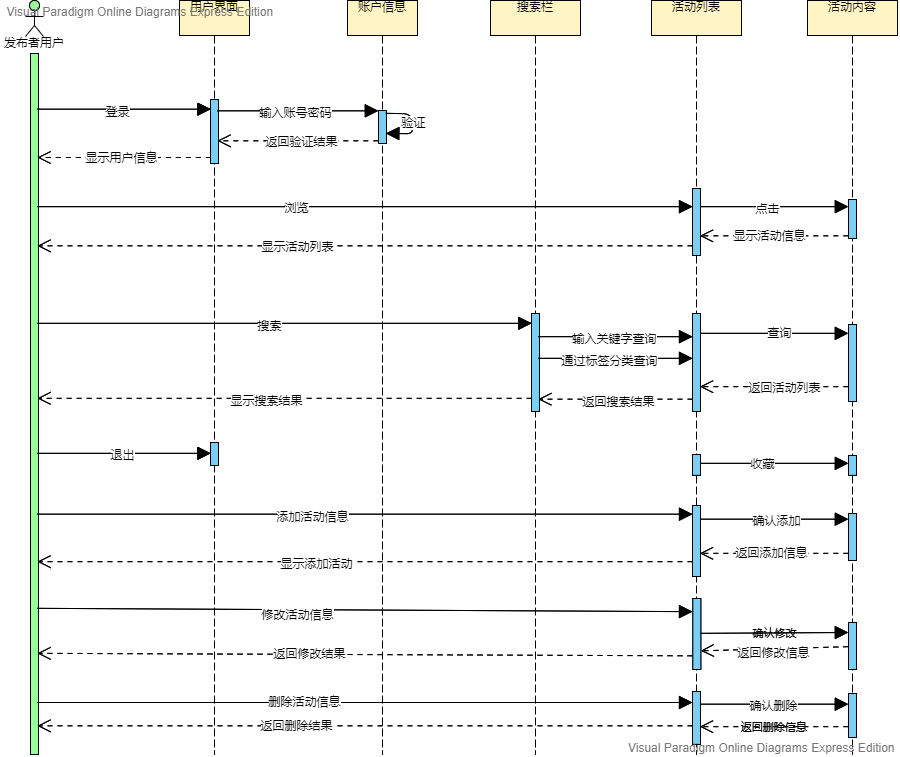 Visual Paradigm Online Diagrams Express Edition
用户界面
账户信息
搜索栏
活动列表
活动内容
发布者用户
登录
输入账号密码
验证
返回验证结果
显示用户信息
浏览
点击
显示活动信息
显示活动列表
搜索
查询
输入关键字查询
通过标签分类查询
返回活动列表
显示搜索结果
返回搜索结果
退出
收藏
添加活动信息
确认添加
返回添加信息
显示添加活动
修改活动信息
确认修改
返回修改信息
返回修改结果
删除活动信息
确认删除
返回删除结果
返回删除信息
Visual Paradigm Online Diagrams Express Edition